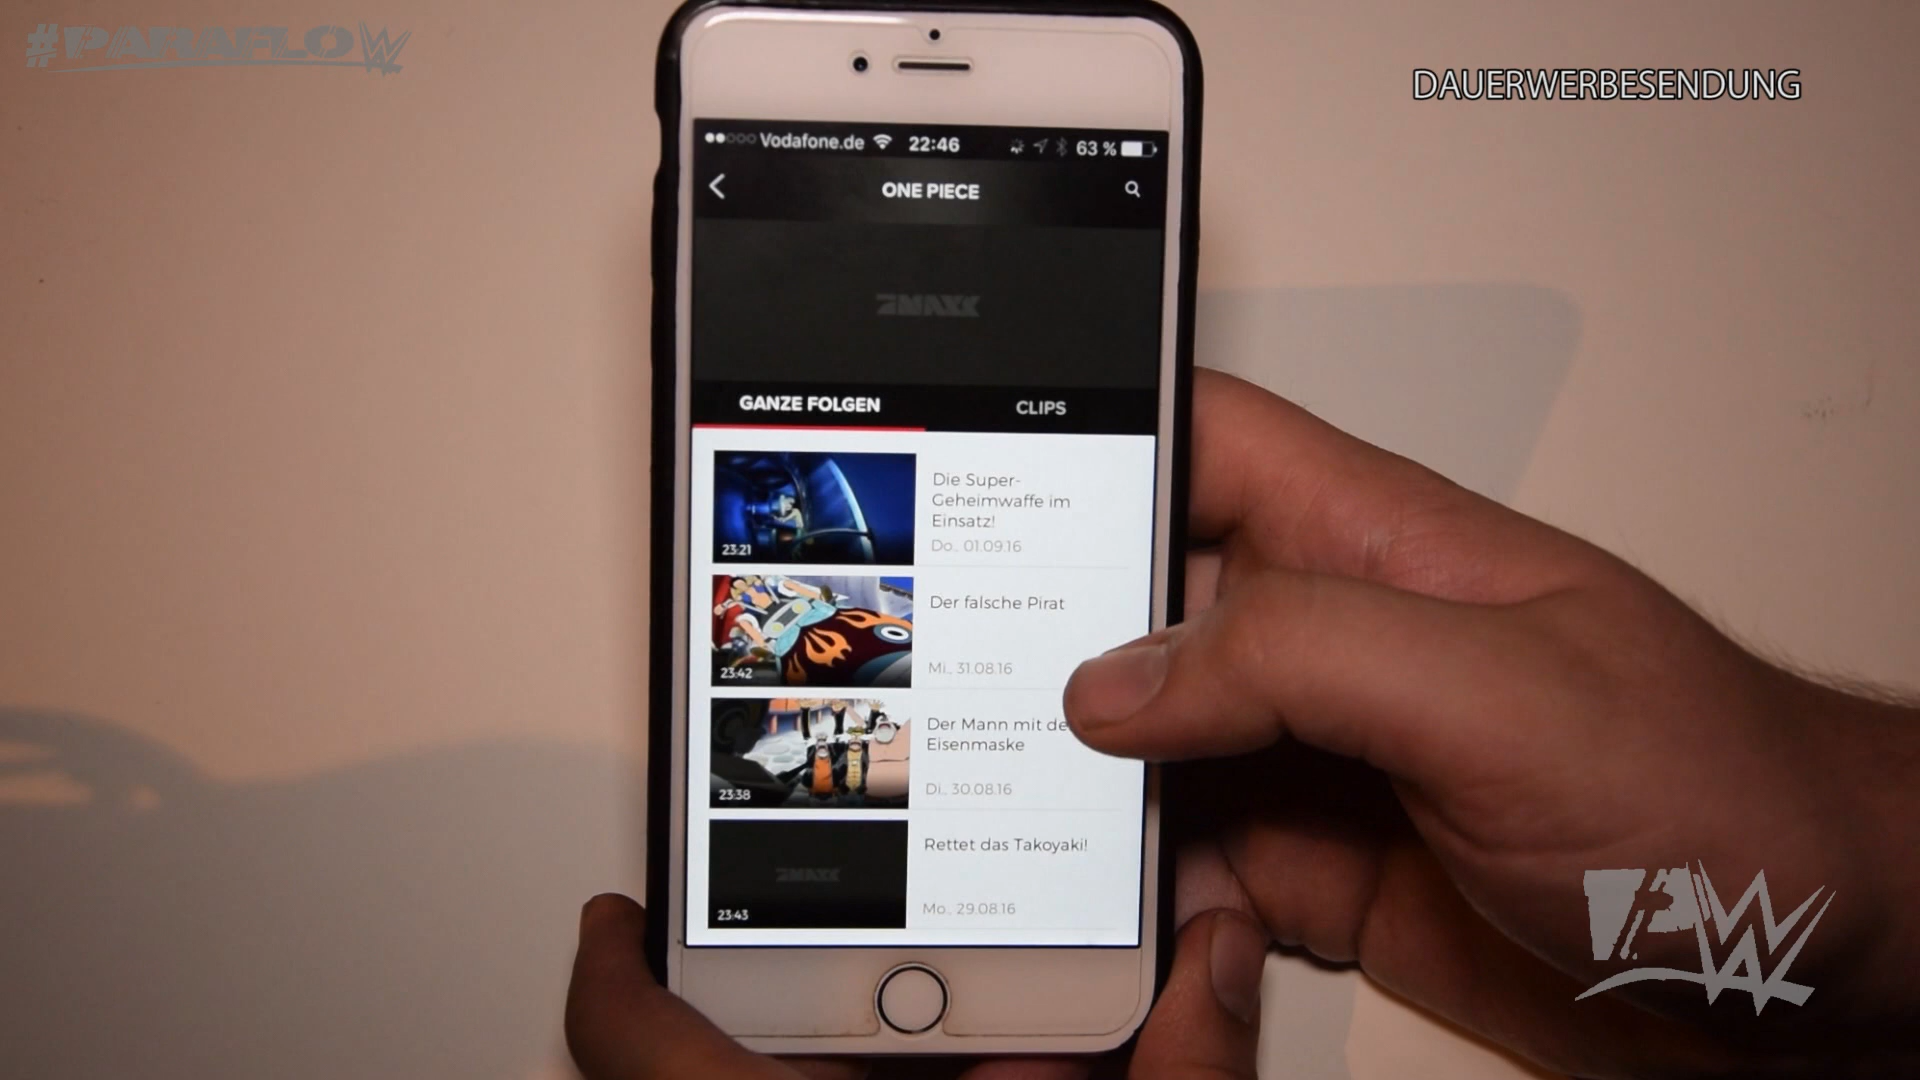 #PARAFLOW
DAUERWERBESENDUNG
Vodafone.de 22:46 63 %
ONE PIECE
MAXX
GANZE FOLGEN CLIPS
Die Super-
Geheimwaffe im
Einsatz!
Do., 01.09.16
23:21
Der falsche Pirat
Mi., 31.08.16
23:42
Der Mann mit de
Eisenmaske
Di., 30.08.16
23:38
Rettet das Takoyaki!
MAXX
Mo., 29.08.16
23:43
PW